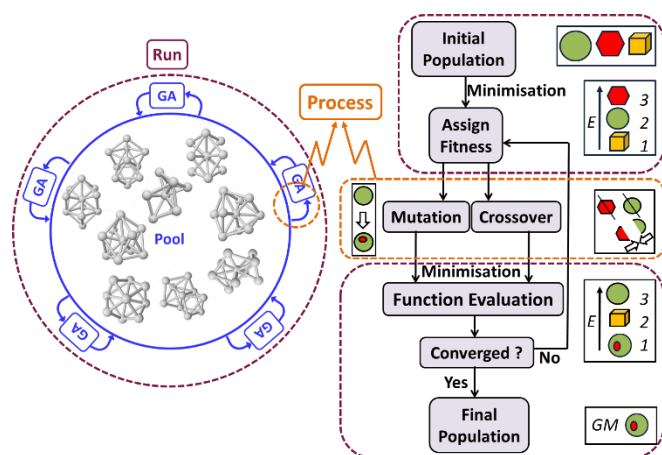 Run
GA
GA
GA
GA
GA
Pool
Process
Initial
Population
Minimisation
Assign
Fitness
E
3
2
1
Mutation
Crossover
Minimisation
Function Evaluation
Converged ?
No
Yes
Final
Population
E
3
2
1
GM